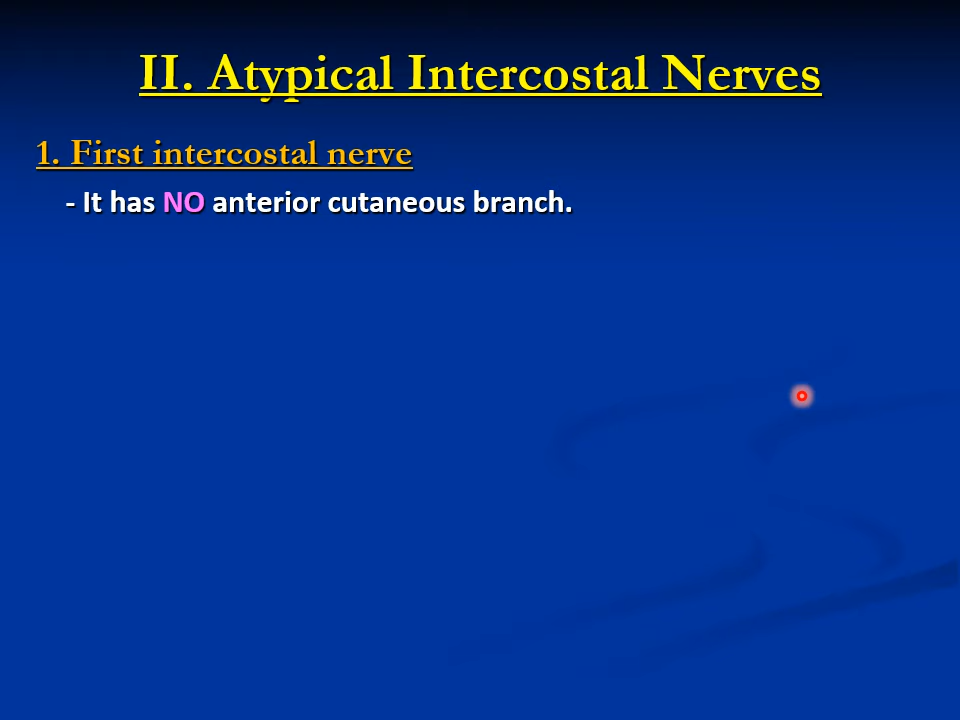 II. Atypical Intercostal Nerves
1. First intercostal nerve
- It has NO anterior cutaneous branch.